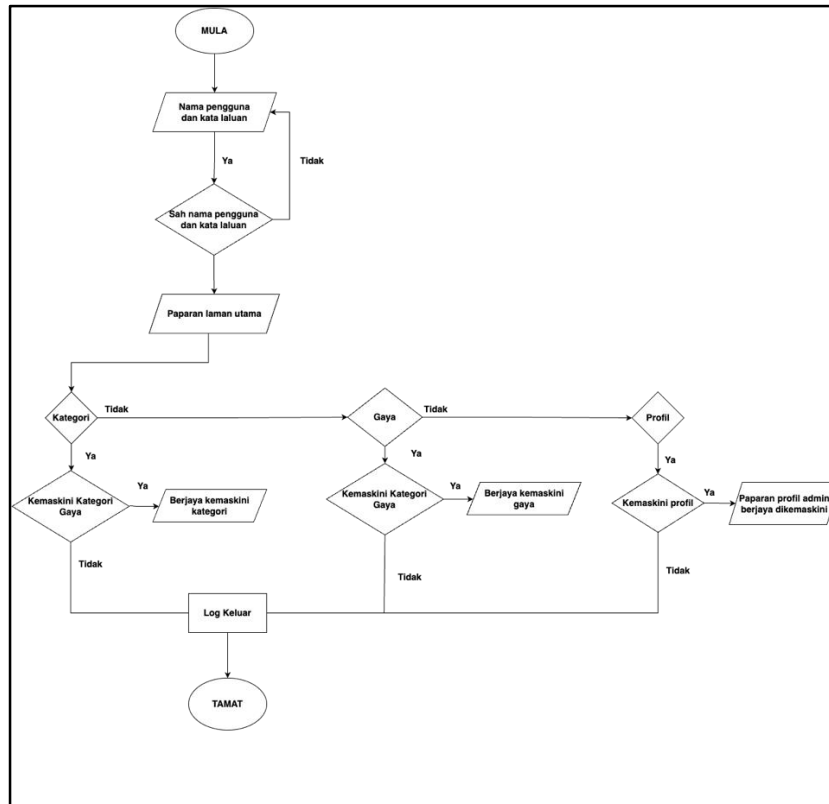 MULA
Nama pengguna
dan kata laluan
Ya
Tidak
Sah nama pengguna
dan kata laluan
Paparan laman utama
Kategori
Tidak
Gaya
Tidak
Profil
Ya
Ya
Ya
Kemaskini Kategori
Gaya
Ya
Berjaya kemaskini
kategori
Kemaskini Kategori
Gaya
Ya
Berjaya kemaskini
gaya
Kemaskini profil
Ya
Paparan profil admin
berjaya dikemaskini
Tidak
Tidak
Tidak
Log Keluar
TAMAT